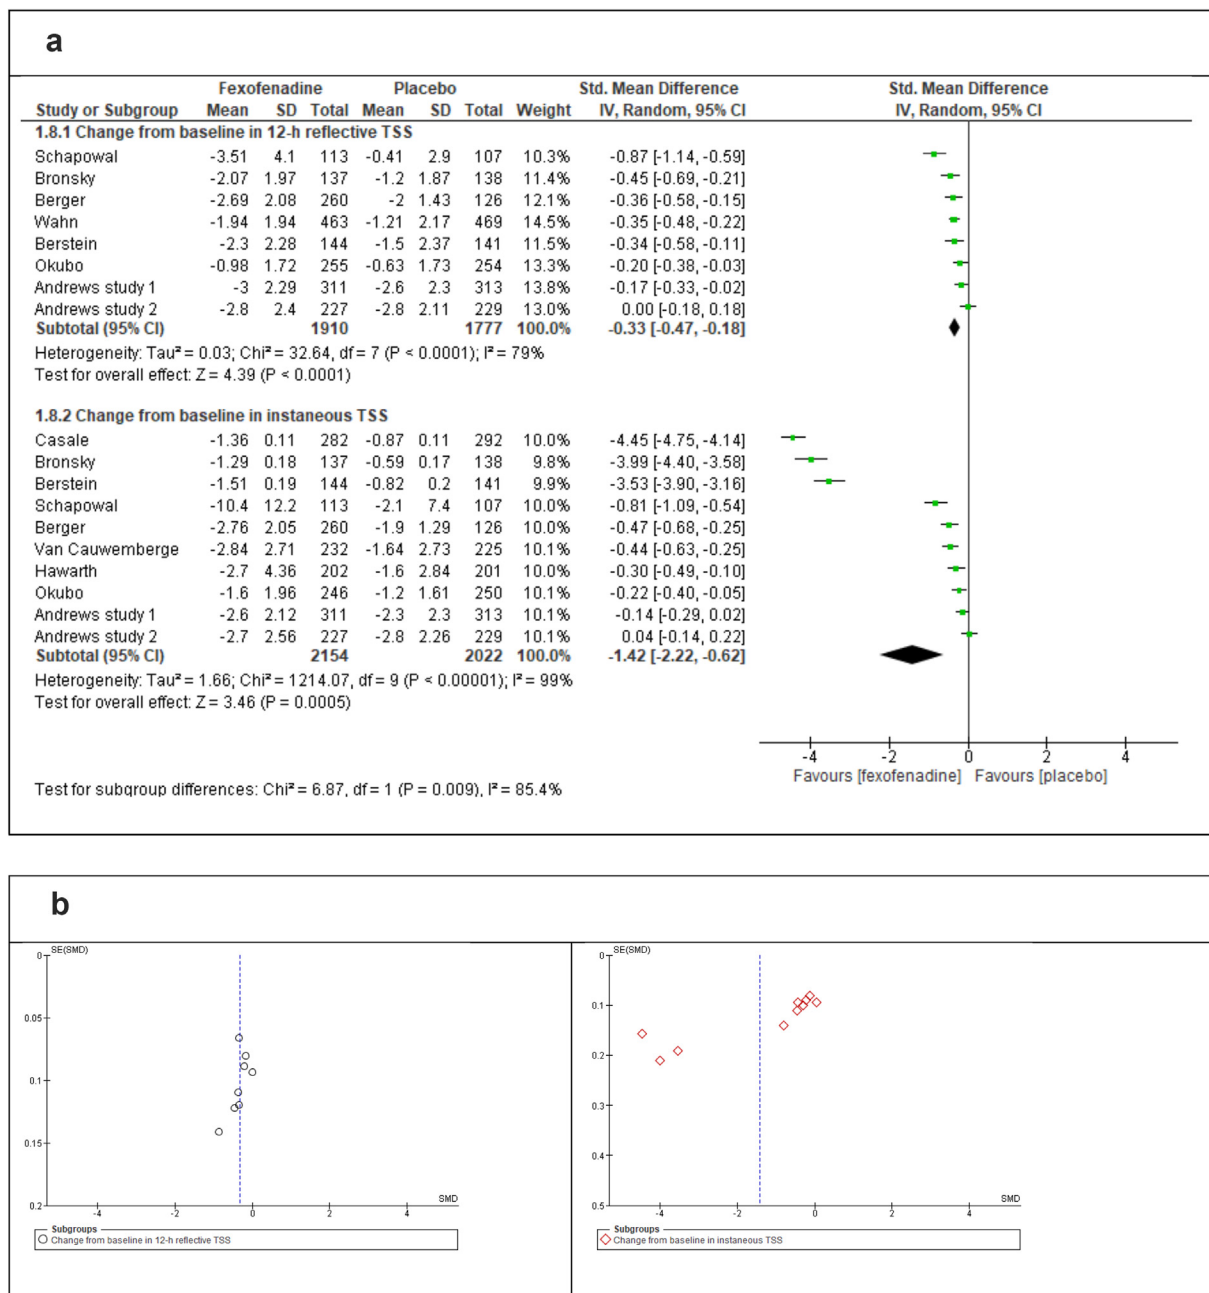 a
Fexofenadine Placebo Std. Mean Difference Std. Mean Difference
Study or Subgroup Mean SD Total Mean SD Total Weight IV, Random, 95% CI IV, Random, 95% CI
1.8.1 Change from baseline in 12-h reflective TSS
Schapowal -3.51 4.1 113 -0.41 2.9 107 10.3% -0.87 [-1.14, -0.59]
Bronsky -2.07 1.97 137 -1.2 1.87 138 11.4% -0.45 [-0.69, -0.21]
Berger -2.69 2.08 260 -2 1.43 126 12.1% -0.36 [-0.58, -0.15]
Wahn -1.94 1.94 463 -1.21 2.17 469 14.5% -0.35 [-0.48, -0.22]
Berstein -2.3 2.28 144 -1.5 2.37 141 11.5% -0.34 [-0.58, -0.11]
Okubo -0.98 1.72 255 -0.63 1.73 254 13.3% -0.20 [-0.38, -0.03]
Andrews study 1 -3 2.29 311 -2.6 2.3 313 13.8% -0.17 [-0.33, -0.02]
Andrews study 2 -2.8 2.4 227 -2.8 2.11 229 13.0% 0.00 [-0.18, 0.18]
Subtotal (95% CI) 1910 1777 100.0% -0.33 [-0.47, -0.18]
Heterogeneity: Tau² = 0.03; Chi² = 32.64, df = 7 (P < 0.0001); I² = 79%
Test for overall effect: Z = 4.39 (P < 0.0001)
1.8.2 Change from baseline in instaneous TSS
Casale -1.36 0.11 282 -0.87 0.11 292 10.0% -4.45 [-4.75, -4.14]
Bronsky -1.29 0.18 137 -0.59 0.17 138 9.8% -3.99 [-4.40, -3.58]
Berstein -1.51 0.19 144 -0.82 0.2 141 9.9% -3.53 [-3.90, -3.16]
Schapowal -10.4 12.2 113 -2.1 7.4 107 10.0% -0.81 [-1.09, -0.54]
Berger -2.76 2.05 260 -1.9 1.29 126 10.0% -0.47 [-0.68, -0.25]
Van Cauwemberge -2.84 2.71 232 -1.64 2.73 225 10.1% -0.44 [-0.63, -0.25]
Hawarth -2.7 4.36 202 -1.6 2.84 201 10.0% -0.30 [-0.49, -0.10]
Okubo -1.6 1.96 246 -1.2 1.61 250 10.1% -0.22 [-0.40, -0.05]
Andrews study 1 -2.6 2.12 311 -2.3 2.3 313 10.1% -0.14 [-0.29, 0.02]
Andrews study 2 -2.7 2.56 227 -2.8 2.26 229 10.1% 0.04 [-0.14, 0.22]
Subtotal (95% CI) 2154 2022 100.0% -1.42 [-2.22, -0.62]
Heterogeneity: Tau² = 1.66; Chi² = 1214.07, df = 9 (P < 0.00001); I² = 99%
Test for overall effect: Z = 3.46 (P = 0.0005)
-4 -2 0 2 4
Favours [fexofenadine] Favours [placebo]
Test for subgroup differences: Chi² = 6.87, df = 1 (P = 0.009), I² = 85.4%
b
SE(SMD)
0
0.05
0.1
0.15
0.2
SMD
-4 -2 0 2 4
Subgroups
Change from baseline in 12-h reflective TSS
SE(SMD)
0
0.1
0.2
0.3
0.4
0.5
SMD
-4 -2 0 2 4
Subgroups
Change from baseline in instaneous TSS